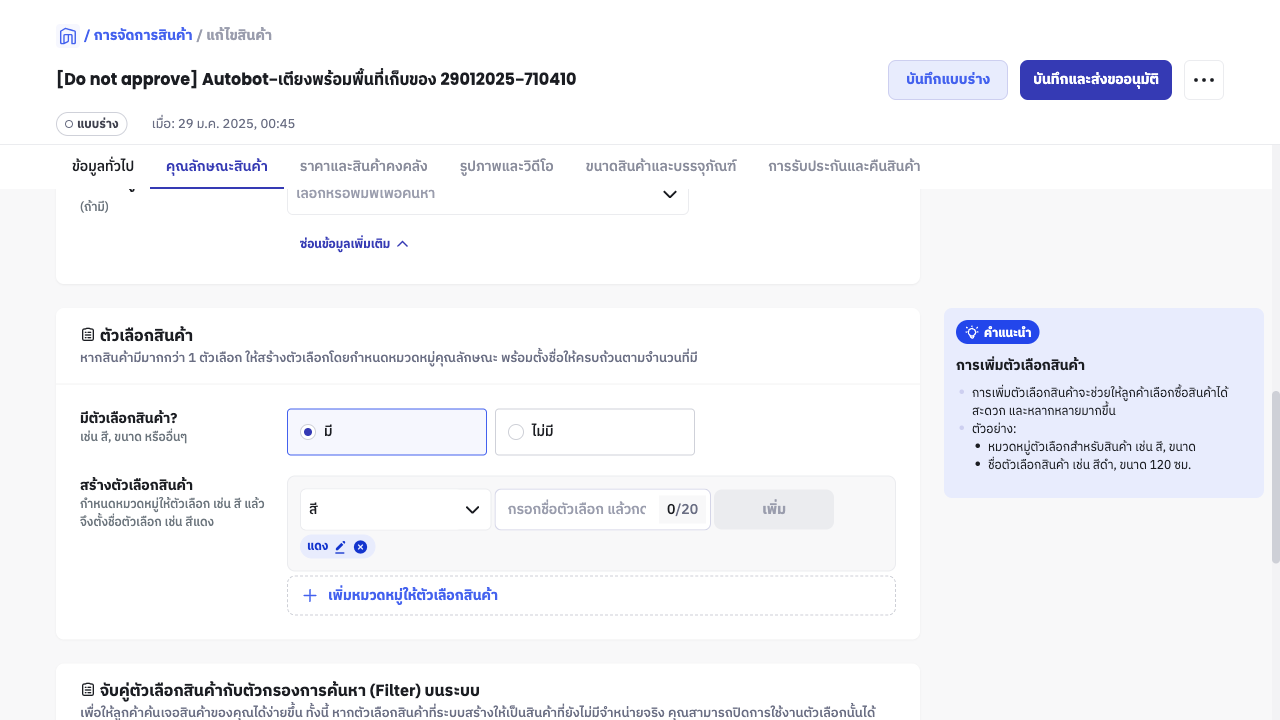 / การจัดการสินค้า / แก้ไขสินค้า
[Do not approve] Autobot-เตียงพร้อมพื้นที่เก็บของ 29012025-710410
บันทึกแบบร่าง
บันทึกและส่งขออนุมัติ
แบบร่าง
เมื่อ: 29 ม.ค. 2025, 00:45
ข้อมูลทั่วไป
คุณลักษณะสินค้า
ราคาและสินค้าคงคลัง
รูปภาพและวิดีโอ
ขนาดสินค้าและบรรจุภัณฑ์
การรับประกันและคืนสินค้า
เลือกหรือพิมพ์เพื่อค้นหา
(ถ้ามี)
ซ่อนข้อมูลเพิ่มเติม
ตัวเลือกสินค้า
หากสินค้ามีมากกว่า 1 ตัวเลือก ให้สร้างตัวเลือกโดยกำหนดหมวดหมู่คุณลักษณะ พร้อมตั้งชื่อให้ครบถ้วนตามจำนวนที่มี
มีตัวเลือกสินค้า?
เช่น สี, ขนาด หรืออื่นๆ
มี
ไม่มี
สร้างตัวเลือกสินค้า
กำหนดหมวดหมู่ให้ตัวเลือก เช่น สี แล้ว
จึงตั้งชื่อตัวเลือก เช่น สีแดง
สี
กรอกชื่อตัวเลือก แล้วกด
0/20
เพิ่ม
แดง
เพิ่มหมวดหมู่ให้ตัวเลือกสินค้า
คำแนะนำ
การเพิ่มตัวเลือกสินค้า
การเพิ่มตัวเลือกสินค้าจะช่วยให้ลูกค้าเลือกซื้อสินค้าได้
สะดวก และหลากหลายมากขึ้น
ตัวอย่าง:
หมวดหมู่ตัวเลือกสำหรับสินค้า เช่น สี, ขนาด
ชื่อตัวเลือกสินค้า เช่น สีดำ, ขนาด 120 ซม.
จับคู่ตัวเลือกสินค้ากับตัวกรองการค้นหา (Filter) บนระบบ
เพื่อให้ลูกค้าค้นเจอสินค้าของคุณได้ง่ายขึ้น ทั้งนี้ หากตัวเลือกสินค้าที่ระบบสร้างให้เป็นสินค้าที่ยังไม่มีจำหน่ายจริง คุณสามารถปิดการใช้งานตัวเลือกนั้นได้